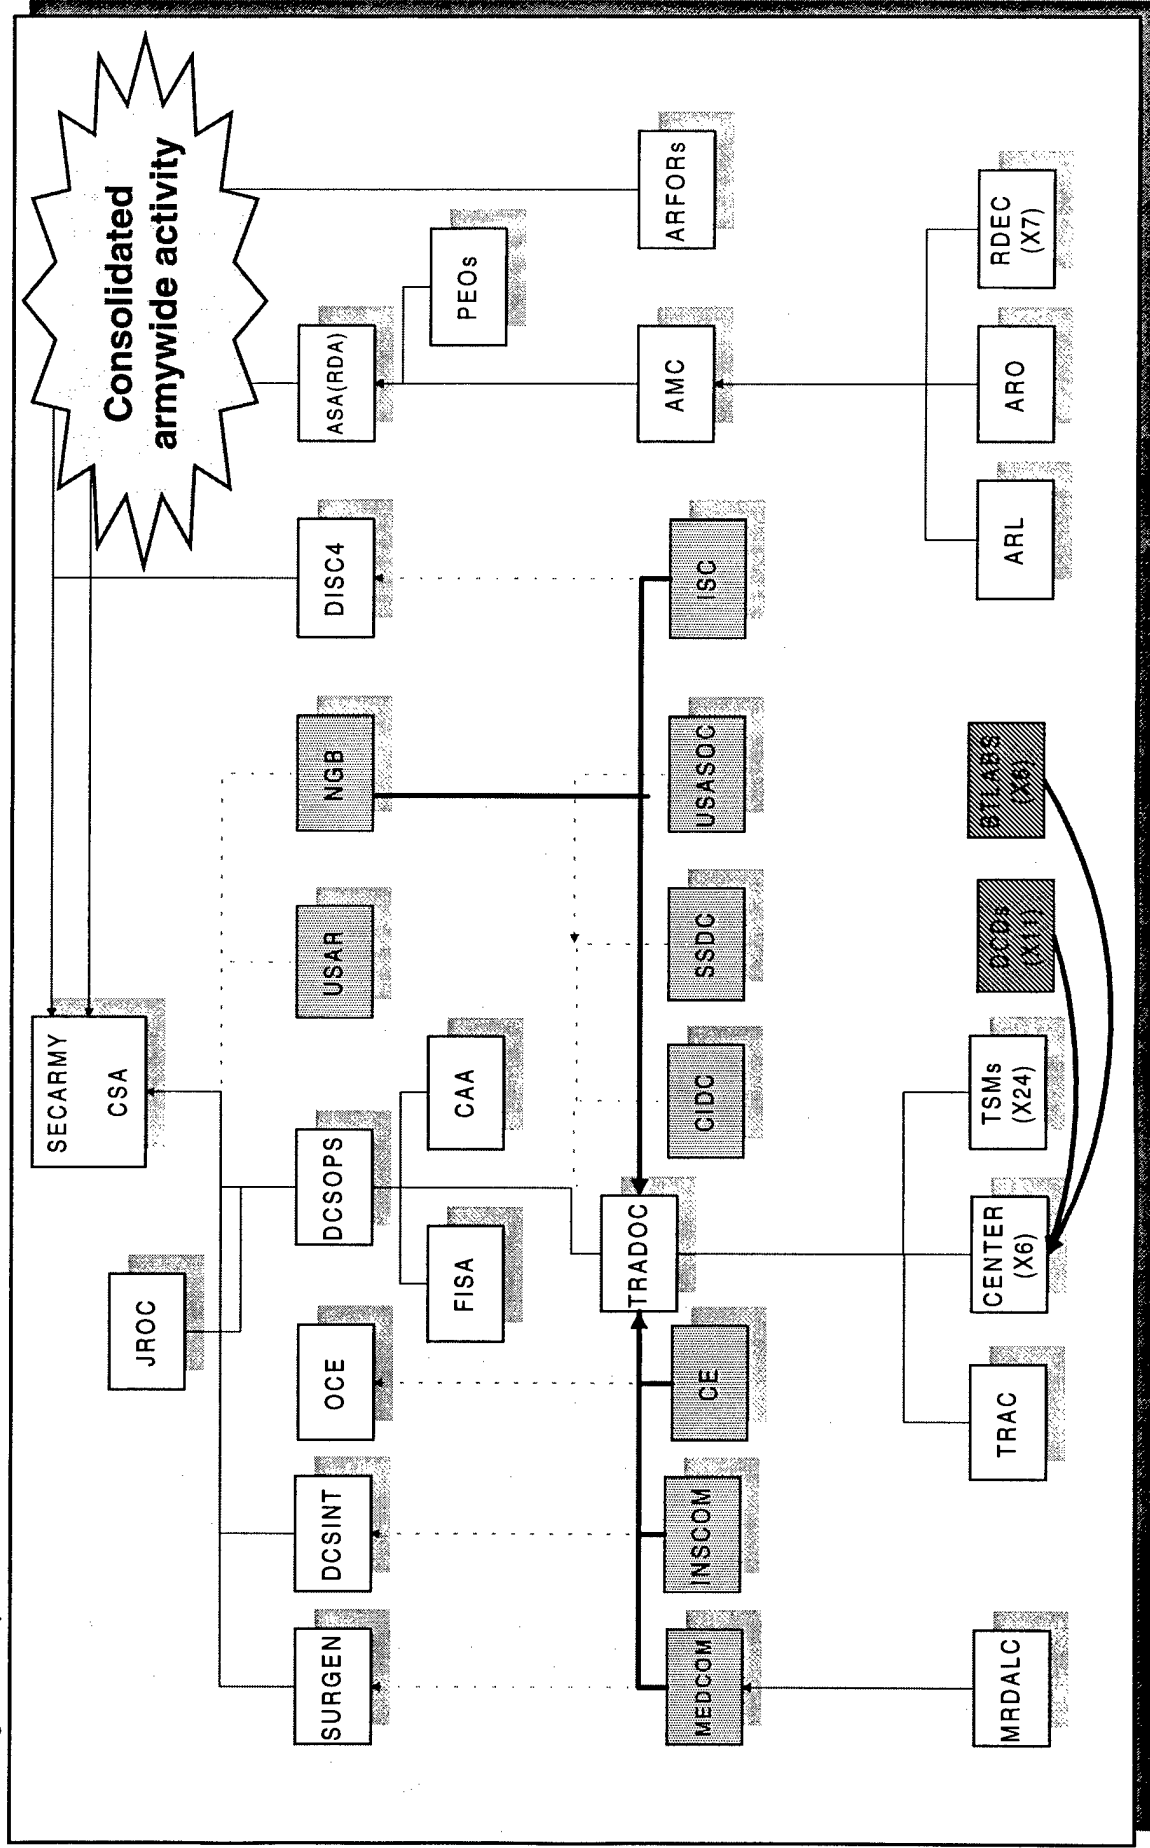 Consolidated
armywide activity
SECARMY
CSA
JROC
SURGEN
DCSINT
OCE
DCSOPS
USAR
NGB
DISC4
ASA(RDA)
FISA
CAA
PEOs
TRADOC
MEDCOM
INSCOM
CE
CIDC
SSDC
USASOC
ISC
AMC
ARFORs
MRDALC
TRAC
CENTER
(X6)
TSMs
(X24)
DCDs
(X11)
BTLABS
ARL
ARO
RDEC
(X7)